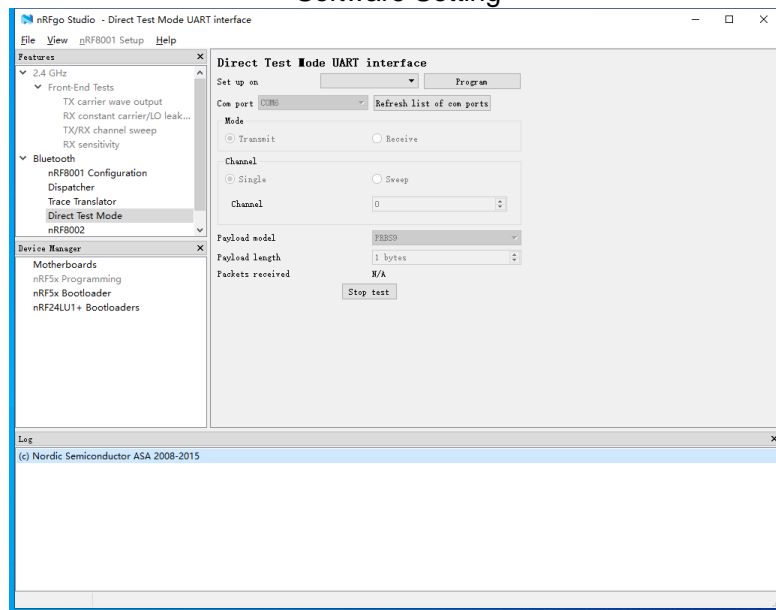 Software Setting
nRFgo Studio - Direct Test Mode UART interface
File View nRF8001 Setup Help
Features
2.4 GHz
Front-End Tests
TX carrier wave output
RX constant carrier/LO leak...
TX/RX channel sweep
RX sensitivity
Bluetooth
nRF8001 Configuration
Dispatcher
Trace Translator
Direct Test Mode
nRF8002
Device Manager
Motherboards
nRF5x Programming
nRF5x Bootloader
nRF24LU1+ Bootloaders
Direct Test Mode UART interface
Set up on Program
Com port COM6 Refresh list of com ports
Mode
Transmit Receive
Channel
Single Sweep
Channel 0
Payload model PRBS9
Payload length 1 bytes
Packets received N/A
Stop test
Log
(c) Nordic Semiconductor ASA 2008-2015